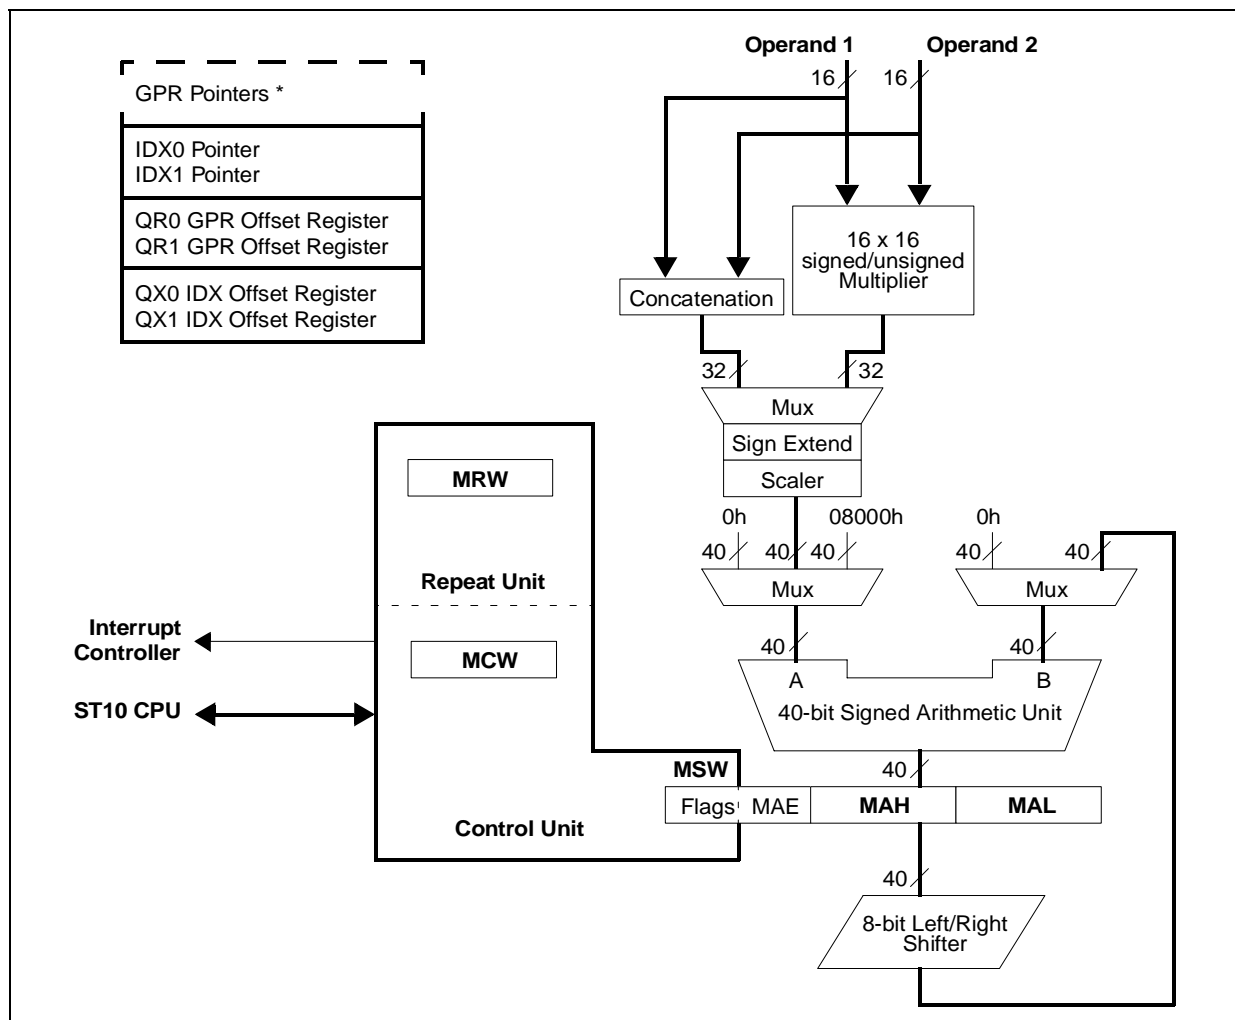 Operand 1
Operand 2
16
16
GPR Pointers *
IDX0 Pointer
IDX1 Pointer
QR0 GPR Offset Register
QR1 GPR Offset Register
QX0 IDX Offset Register
QX1 IDX Offset Register
16 x 16
signed/unsigned
Multiplier
Concatenation
32
32
Mux
Sign Extend
Scaler
MRW
0h
08000h
0h
40
40
40
40
40
Repeat Unit
Mux
Mux
Interrupt
Controller
MCW
40
40
A
B
ST10 CPU
40-bit Signed Arithmetic Unit
MSW
40
Flags
MAE
MAH
MAL
Control Unit
40
8-bit Left/Right
Shifter